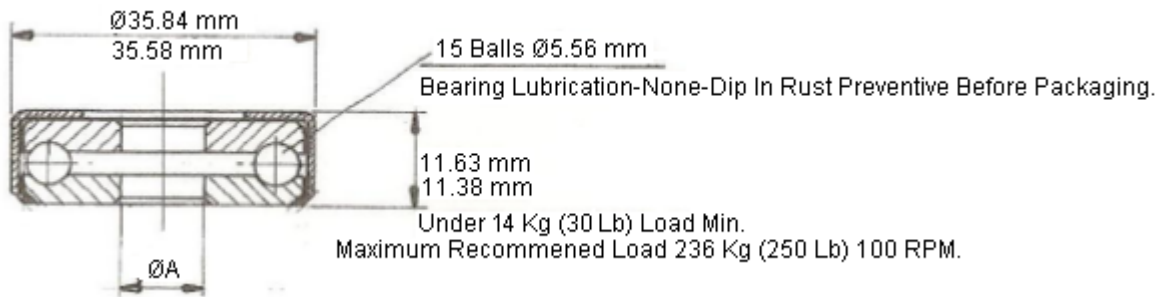 Ø35.84 mm
35.58 mm
15 Balls Ø5.56 mm
Bearing Lubrication-None-Dip In Rust Preventive Before Packaging.
11.63 mm
11.38 mm
Under 14 Kg (30 Lb) Load Min.
Maximum Recommened Load 236 Kg (250 Lb) 100 RPM.
ØA